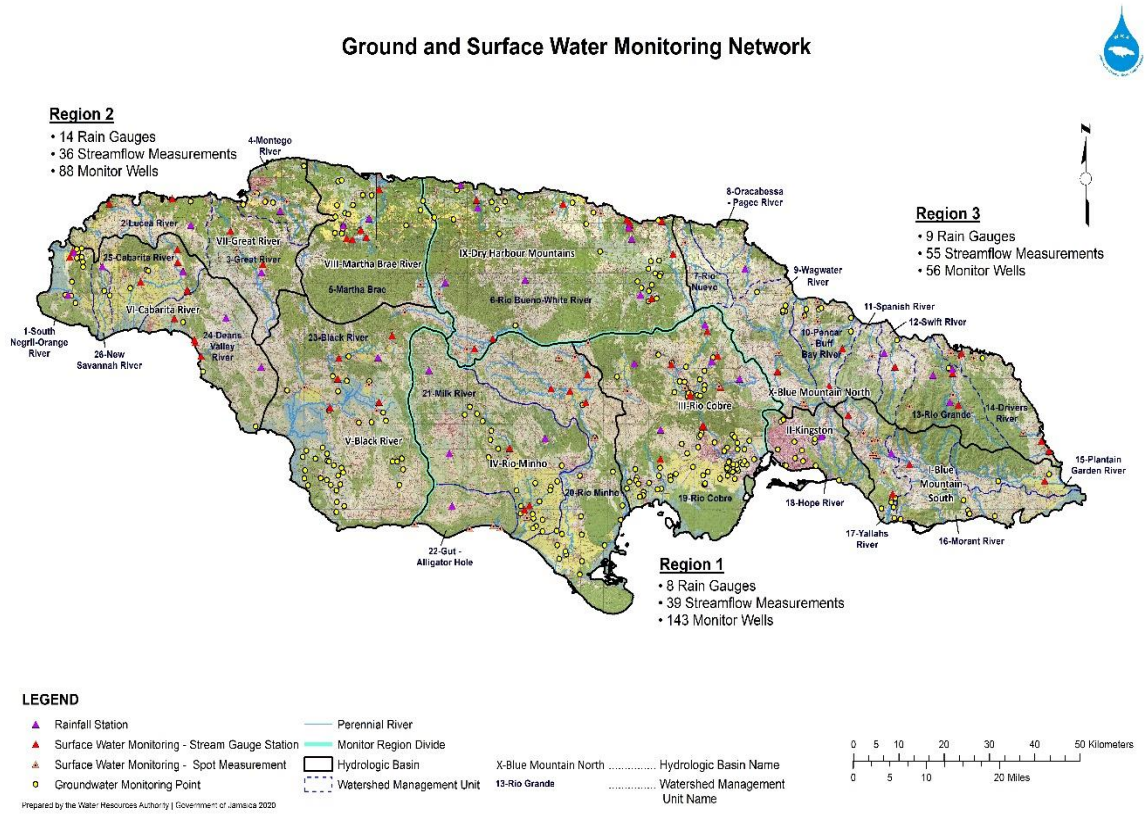 Ground and Surface Water Monitoring Network
Region 2
• 14 Rain Gauges
• 36 Streamflow Measurements
• 88 Monitor Wells
4-Montego
River
N
8-Oracabessa
- Pagee River
Region 3
• 9 Rain Gauges
• 55 Streamflow Measurements
• 56 Monitor Wells
2-Lucea River
VII-Great River
25-Cabarita River
3-Great River
VIII-Martha Brae River
IX-Dry Harbour Mountains
5-Martha Brae
6-Rio Bueno-White River
7-Rio
Nuevo
9-Wagwater
River
VI-Cabarita River
11-Spanish River
12-Swift River
1-South
Negril-Orange
River
26-New
Savannah River
24-Deans
Valley
River
23-Black River
10-Pencar
- Buff
Bay River
21-Milk River
X-Blue Mountain North
III-Rio Cobre
13-Rio Grande
14-Drivers
River
V-Black River
II-Kingston
IV-Rio Minho
I-Blue
Mountain
South
15-Plantain
Garden River
20-Rio Minho
19-Rio Cobre
18-Hope River
17-Yallahs
River
16-Morant River
22-Gut -
Alligator Hole
Region 1
• 8 Rain Gauges
• 39 Streamflow Measurements
• 143 Monitor Wells
LEGEND
Rainfall Station
Surface Water Monitoring - Stream Gauge Station
Surface Water Monitoring - Spot Measurement
Groundwater Monitoring Point
Perennial River
Monitor Region Divide
Hydrologic Basin
Watershed Management Unit
X-Blue Mountain North ............ Hydrologic Basin Name
13-Rio Grande ............ Watershed Management
Unit Name
0 5 10 20 30 40 50 Kilometers
0 5 10 20 Miles
Prepared by the Water Resources Authority | Government of Jamaica 2020